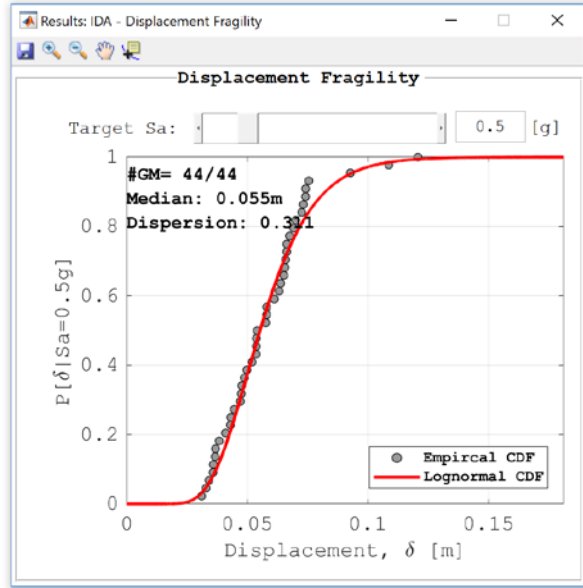 Results: IDA - Displacement Fragility
Displacement Fragility
Target Sa: 0.5 [g]
#GM= 44/44
Median: 0.055m
Dispersion: 0.311
P[δ|Sa=0.5g]
1
0.8
0.6
0.4
0.2
0
Empircal CDF
Lognormal CDF
0 0.05 0.1 0.15
Displacement, δ [m]